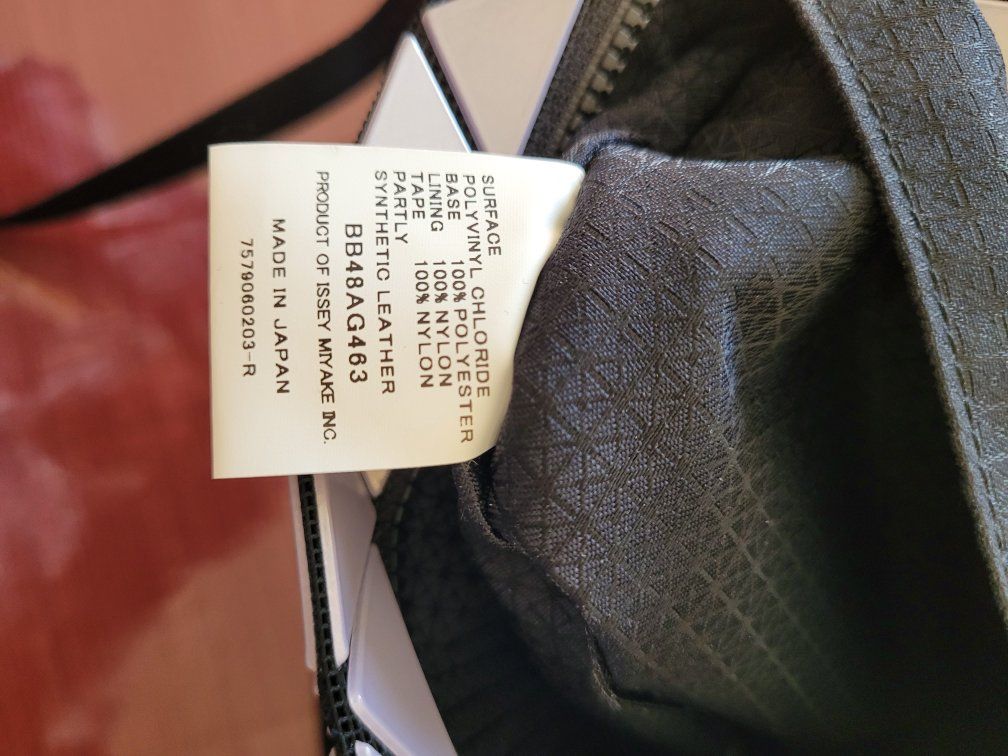 SURFACE
POLYVINYL CHLORIDE
BASE 100% POLYESTER
LINING 100% NYLON
TAPE 100% NYLON
PARTLY
SYNTHETIC LEATHER
BB48AG463
PRODUCT OF ISSEY MIYAKE INC.
MADE IN JAPAN
7579060203-R